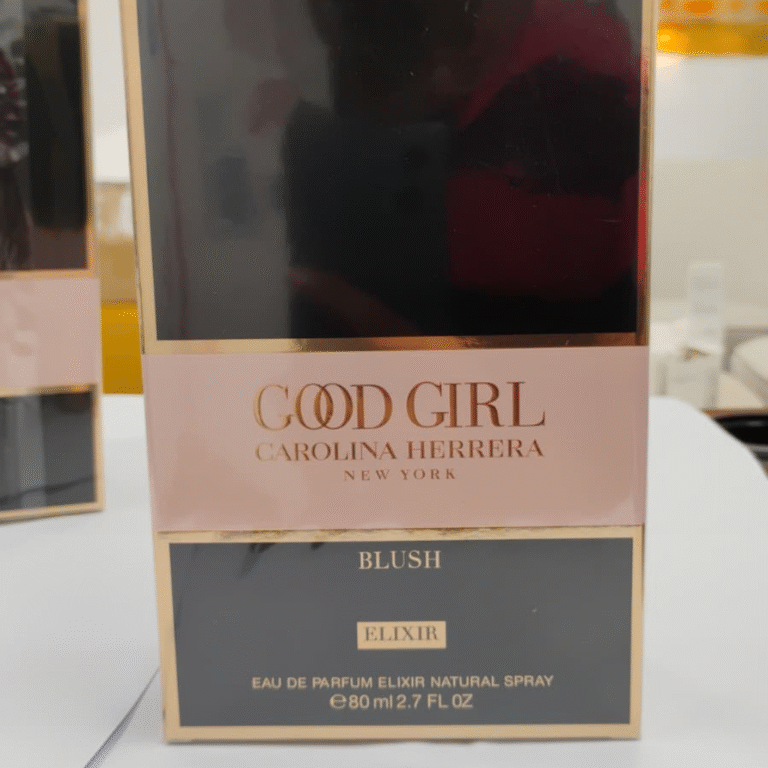 GOOD GIRL
CAROLINA HERRERA
NEW YORK
BLUSH
ELIXIR
EAU DE PARFUM ELIXIR NATURAL SPRAY
℮80 ml 2.7 FL OZ